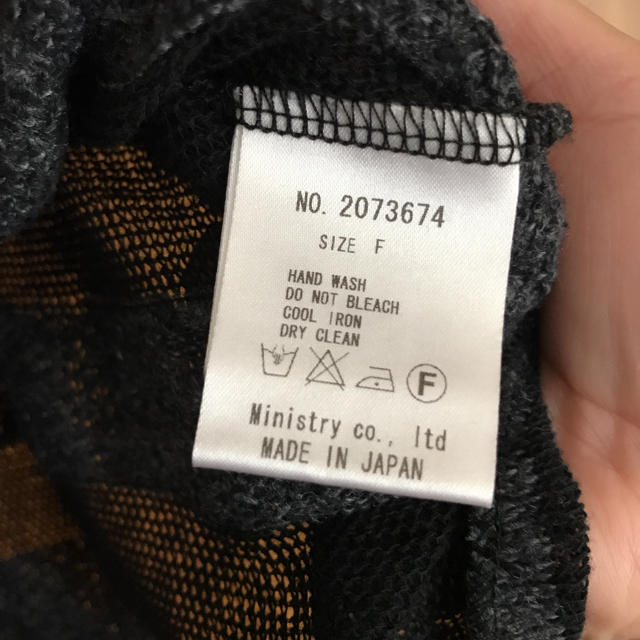 NO. 2073674
SIZE F
HAND WASH
DO NOT BLEACH
COOL IRON
DRY CLEAN
F
Ministry co., ltd
MADE IN JAPAN